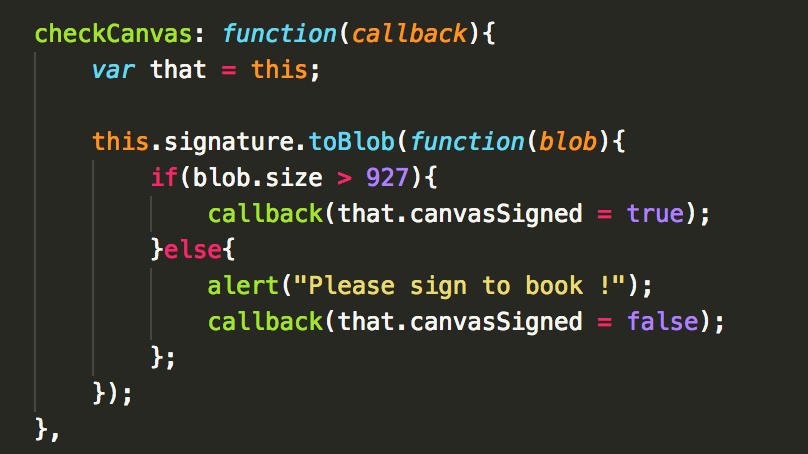 checkCanvas: function(callback){
var that = this;
this.signature.toBlob(function(blob){
if(blob.size > 927){
callback(that.canvasSigned = true);
}else{
alert("Please sign to book !");
callback(that.canvasSigned = false);
};
});
},